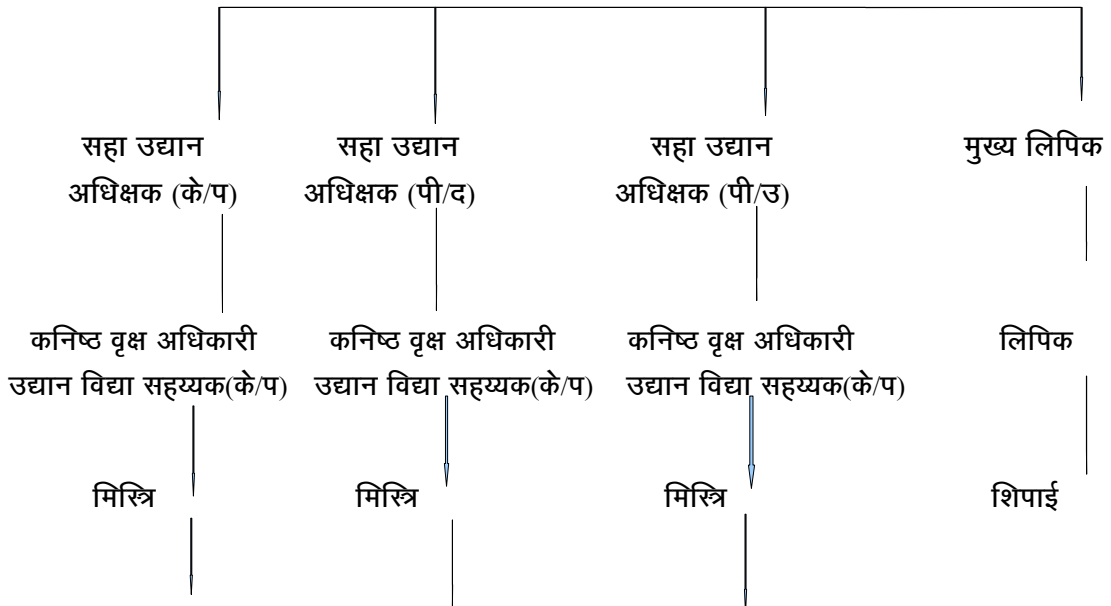 सहा उद्यान
अधिक्षक (के/प)
सहा उद्यान
अधिक्षक (पी/द)
सहा उद्यान
अधिक्षक (पी/उ)
मुख्य लिपिक
कनिष्ठ वृक्ष अधिकारी
उद्यान विद्या सहय्यक(के/प)
कनिष्ठ वृक्ष अधिकारी
उद्यान विद्या सहय्यक(के/प)
कनिष्ठ वृक्ष अधिकारी
उद्यान विद्या सहय्यक(के/प)
लिपिक
मिस्त्रि
मिस्त्रि
मिस्त्रि
शिपाई